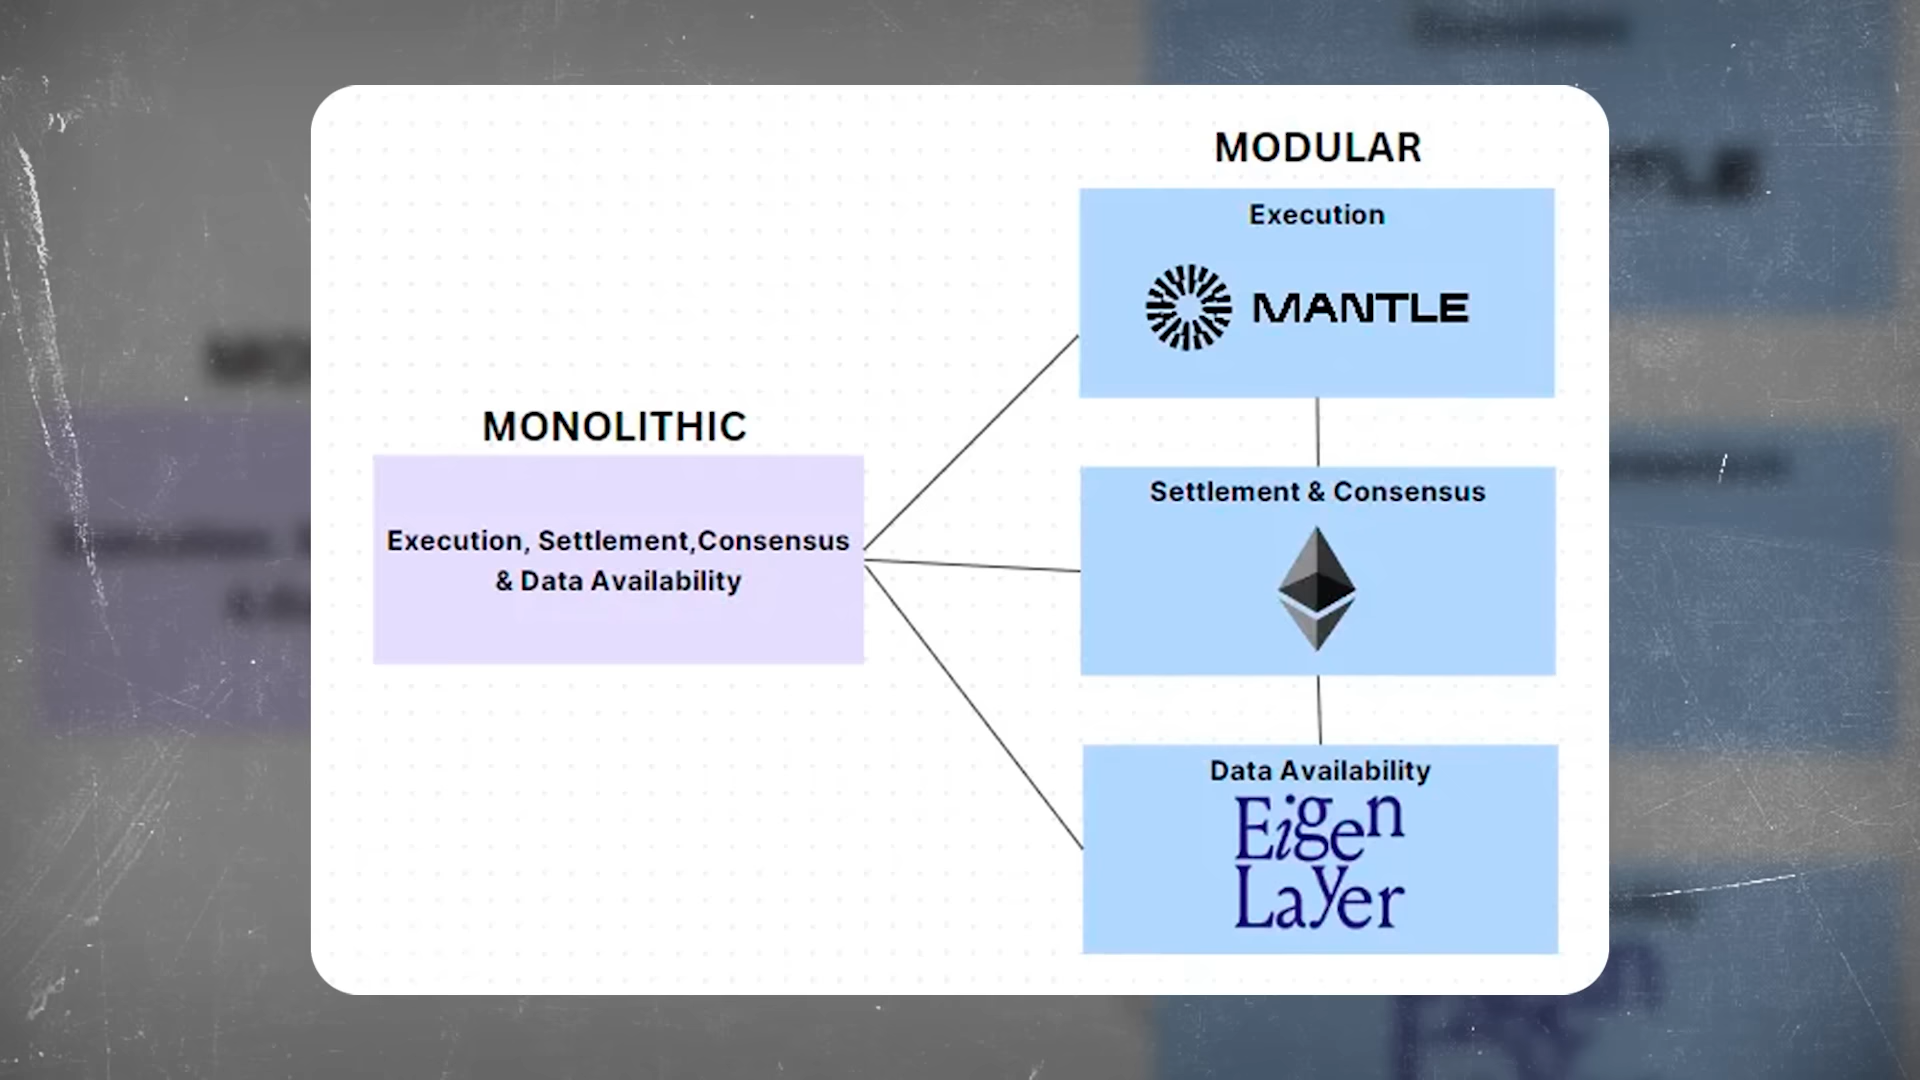 MODULAR
Execution
MANTLE
MONOLITHIC
Execution, Settlement,Consensus
& Data Availability
Settlement & Consensus
Data Availability
Eigen
Layer